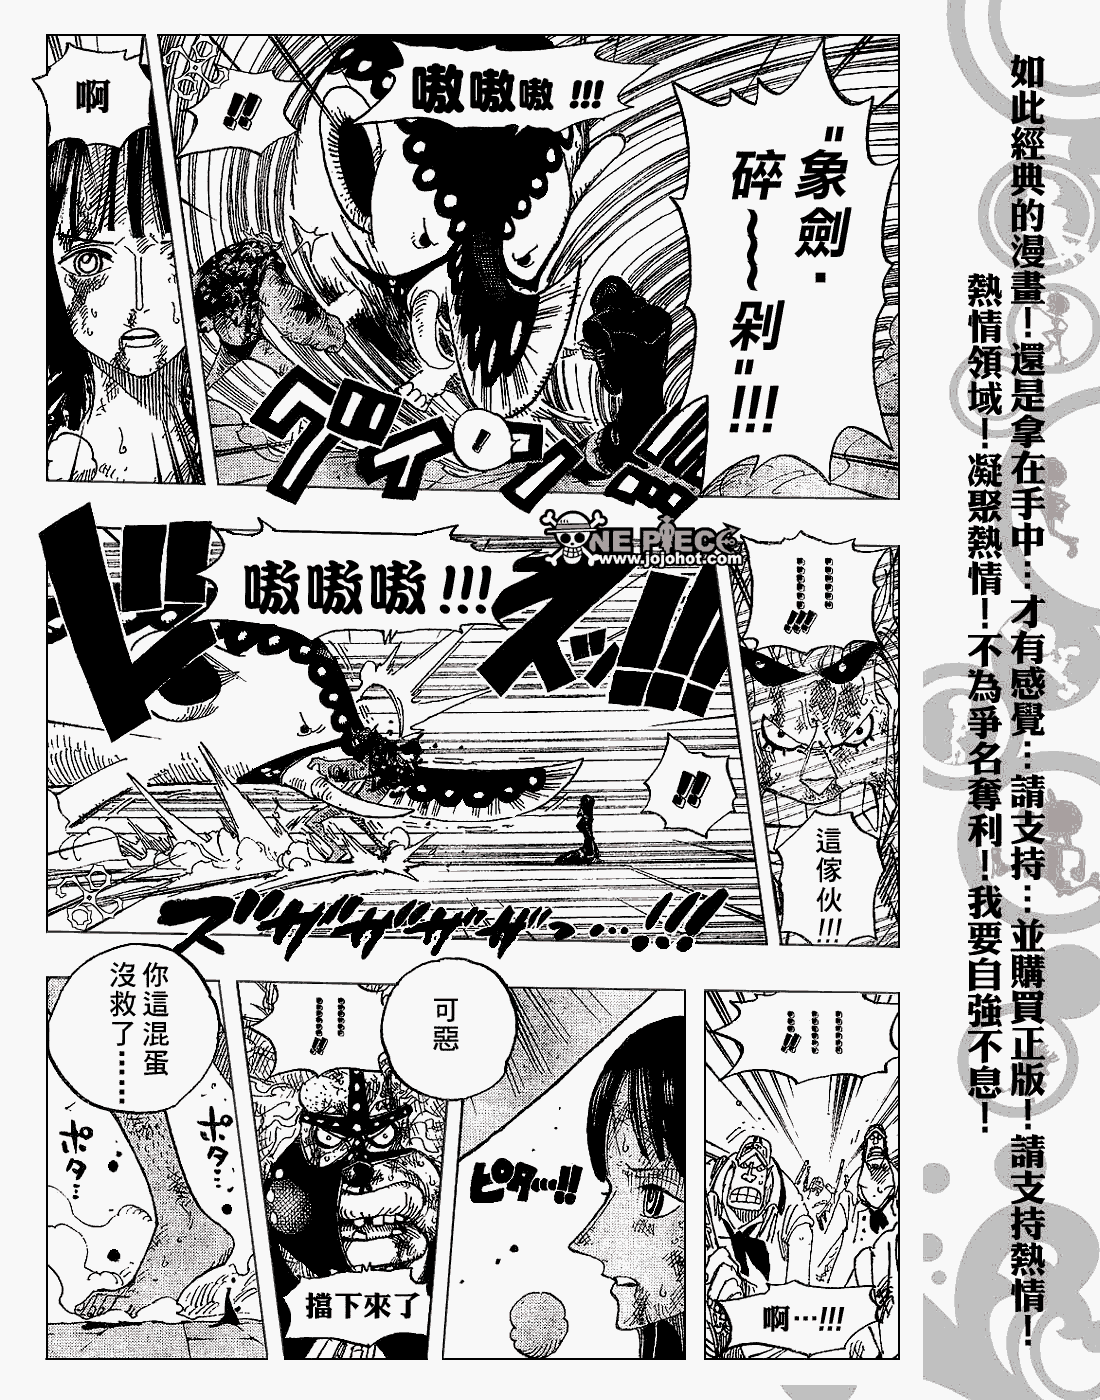 “象劍·
碎~~剁”!!!
嗷嗷嗷!!!
!!
啊
グイーン…!!!
……!!!
這傢伙!!!
ONE PIECE
www.jojohot.com
嗷嗷嗷!!!
ドズッ!!!
!!
ズザザザザッ……!!!
……!!
啊…!!!
可惡
ピタ…!!
……!!
擋下來了
你這混蛋
沒救了……
ポタ…
ポタ…
如此經典的漫畫！還是拿在手中…才有感覺…請支持…並購買正版！請支持熱情！
熱情領域！凝聚熱情！不為爭名奪利！我要自強不息！